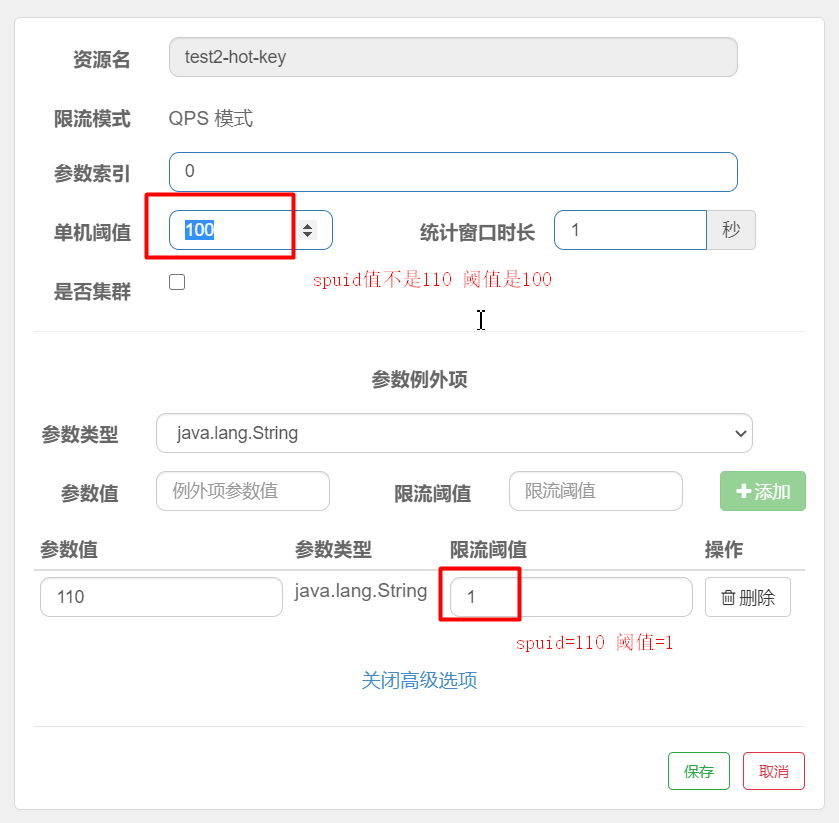 资源名 test2-hot-key
限流模式 QPS 模式
参数索引 0
单机阈值 100 统计窗口时长 1 秒
是否集群
spuid值不是110 阈值是100
参数例外项
参数类型 java.lang.String
参数值 例外项参数值 限流阈值 限流阈值 添加
参数值 参数类型 限流阈值 操作
110 java.lang.String 1 删除
spuid=110 阈值=1
关闭高级选项
保存 取消